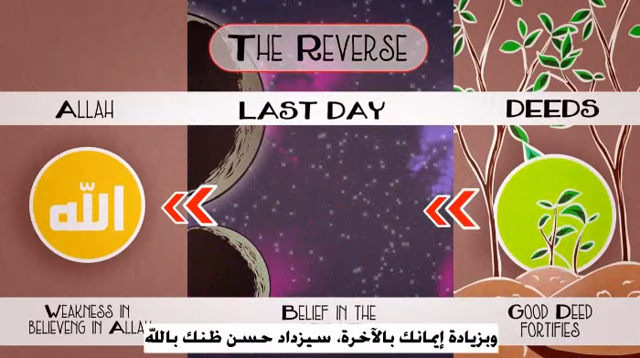 THE REVERSE
ALLAH
LAST DAY
DEEDS
الله
WEAKNESS IN
BELIEVENG IN ALLAH
BELIEF IN THE
GOOD DEED
FORTIFIES
وبزيادة إيمانك بالآخرة، سيزداد حسن ظنك بالله